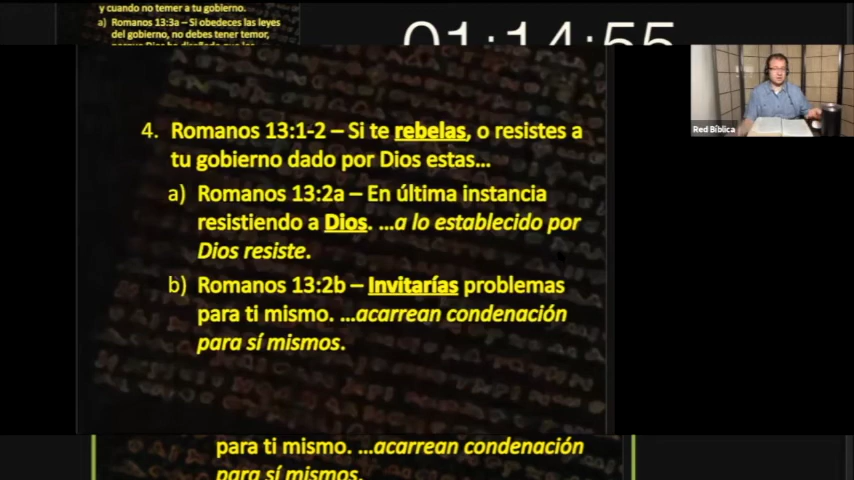 y cuando no temer a tu gobierno.
a) Romanos 13:3a – Si obedeces las leyes
del gobierno, no debes tener temor,
01:14:55
Red Bíblica
4. Romanos 13:1-2 – Si te rebelas, o resistes a
tu gobierno dado por Dios estas...
a) Romanos 13:2a – En última instancia
resistiendo a Dios. ...a lo establecido por
Dios resiste.
b) Romanos 13:2b – Invitarías problemas
para ti mismo. ...acarrean condenación
para sí mismos.
para ti mismo. ...acarrean condenación
para sí mismos.